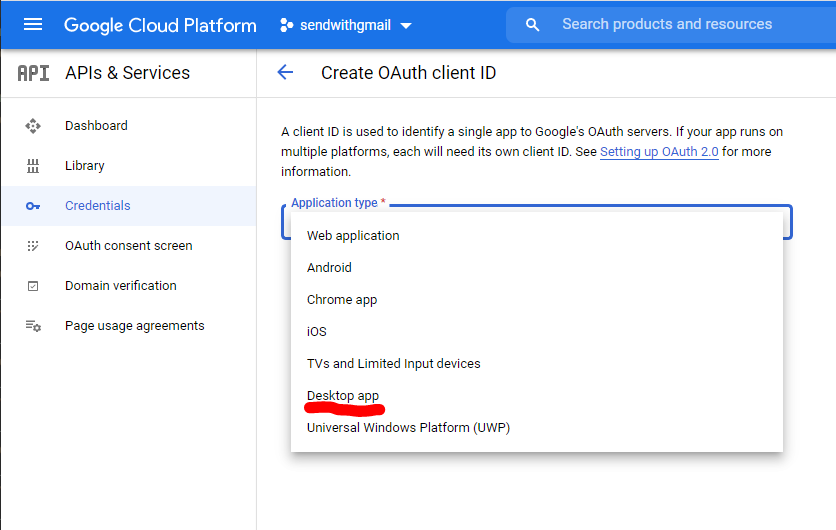 Google Cloud Platform
sendwithgmail
Search products and resources
API
APIs & Services
Create OAuth client ID
Dashboard
Library
Credentials
OAuth consent screen
Domain verification
Page usage agreements
A client ID is used to identify a single app to Google's OAuth servers. If your app runs on
multiple platforms, each will need its own client ID. See Setting up OAuth 2.0 for more
information.
Application type *
Web application
Android
Chrome app
iOS
TVs and Limited Input devices
Desktop app
Universal Windows Platform (UWP)